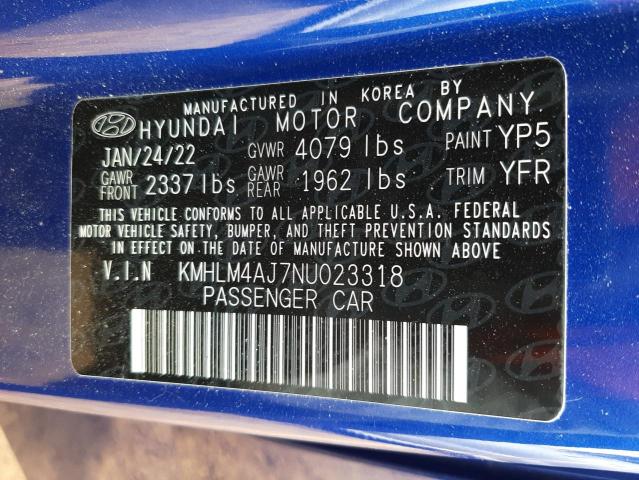 MANUFACTURED IN KOREA BY
HYUNDAI MOTOR COMPANY
JAN/24/22 GVWR 4079 lbs PAINT YP5
GAWR FRONT 2337 lbs GAWR REAR 1962 lbs TRIM YFR
THIS VEHICLE CONFORMS TO ALL APPLICABLE U.S.A. FEDERAL
MOTOR VEHICLE SAFETY, BUMPER, AND THEFT PREVENTION STANDARDS
IN EFFECT ON THE DATE OF MANUFACTURE SHOWN ABOVE.
V.I.N KMHLM4AJ7NU023318
PASSENGER CAR